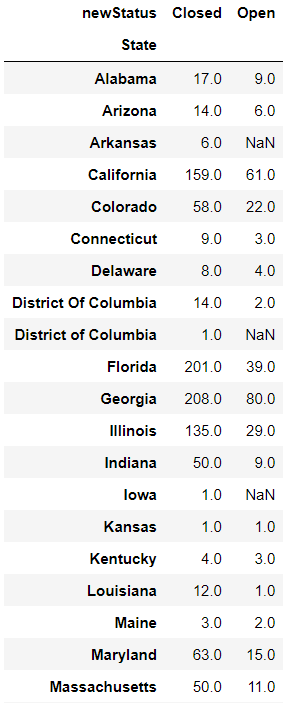 newStatus Closed Open
State
Alabama 17.0 9.0
Arizona 14.0 6.0
Arkansas 6.0 NaN
California 159.0 61.0
Colorado 58.0 22.0
Connecticut 9.0 3.0
Delaware 8.0 4.0
District Of Columbia 14.0 2.0
District of Columbia 1.0 NaN
Florida 201.0 39.0
Georgia 208.0 80.0
Illinois 135.0 29.0
Indiana 50.0 9.0
Iowa 1.0 NaN
Kansas 1.0 1.0
Kentucky 4.0 3.0
Louisiana 12.0 1.0
Maine 3.0 2.0
Maryland 63.0 15.0
Massachusetts 50.0 11.0